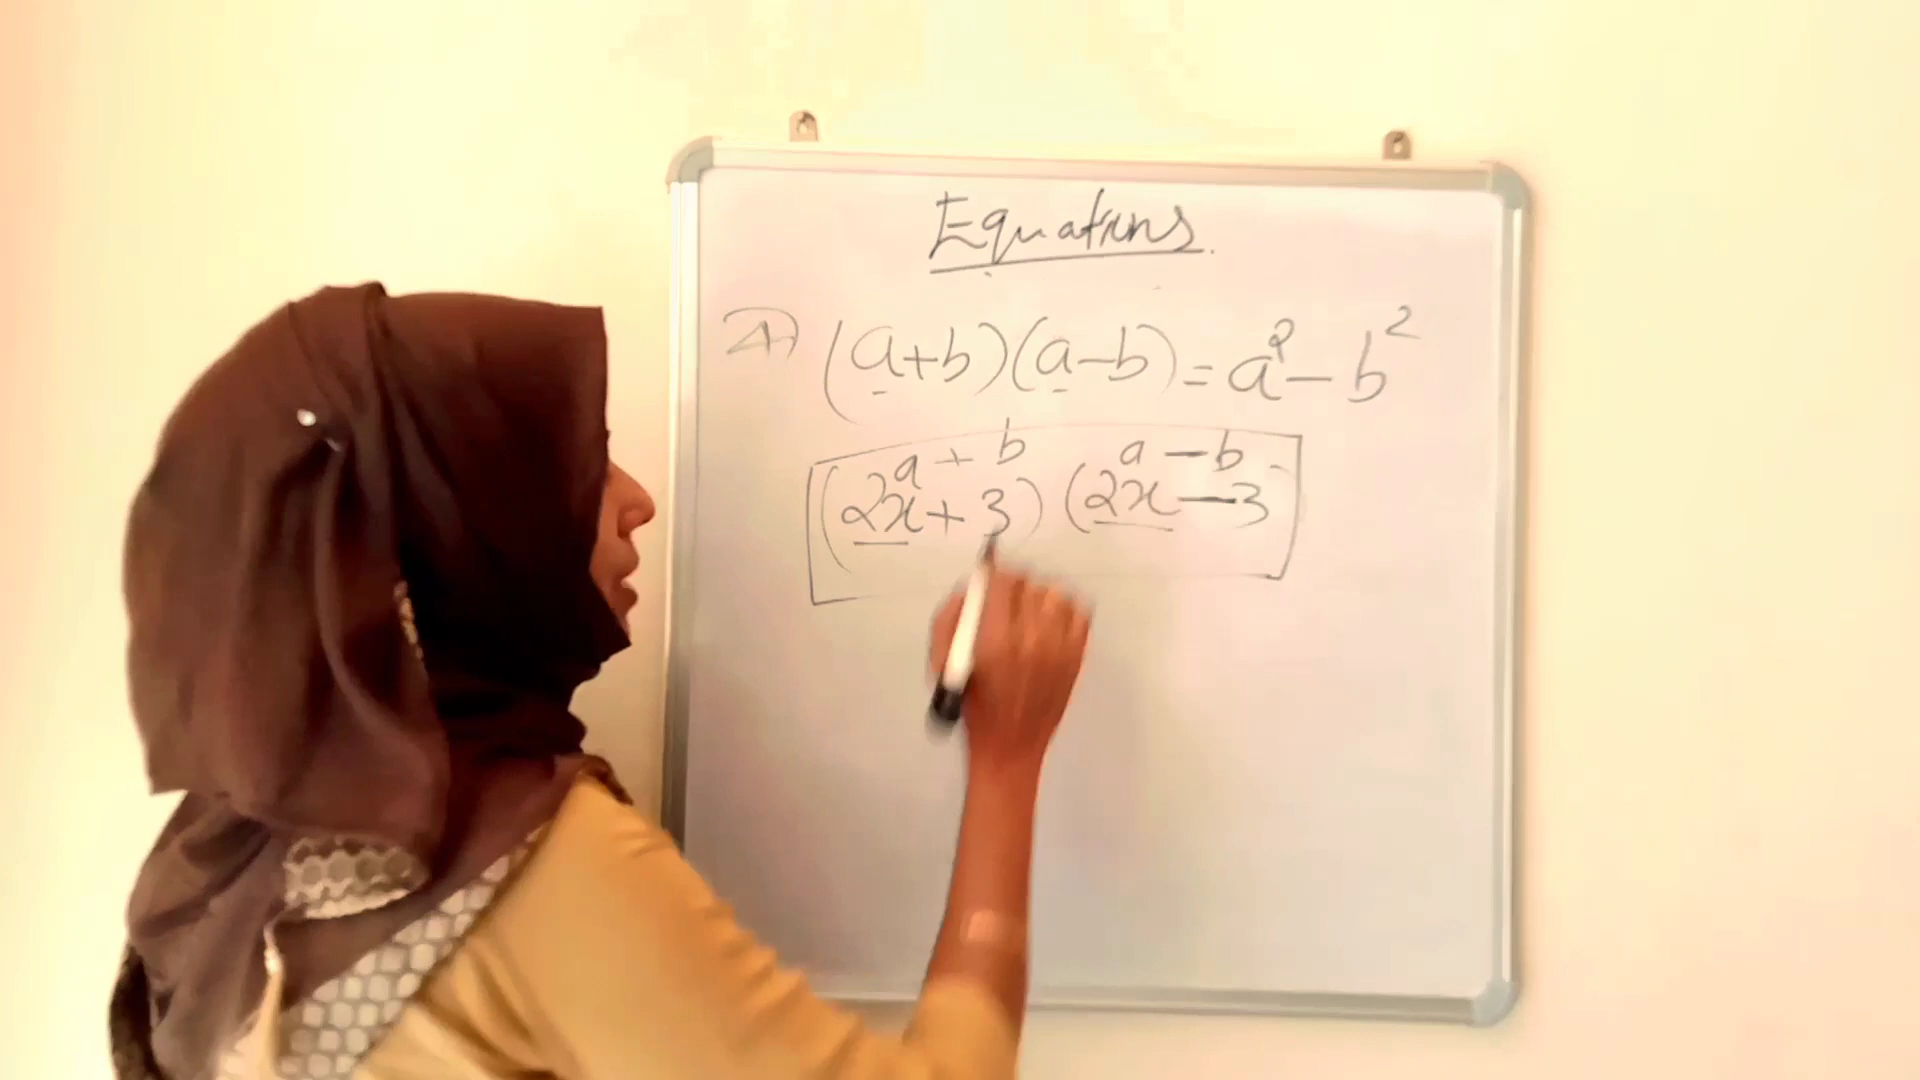 Equations.
4) (a+b)(a-b) = a² - b²
a + b a - b
(2x + 3) (2x - 3)